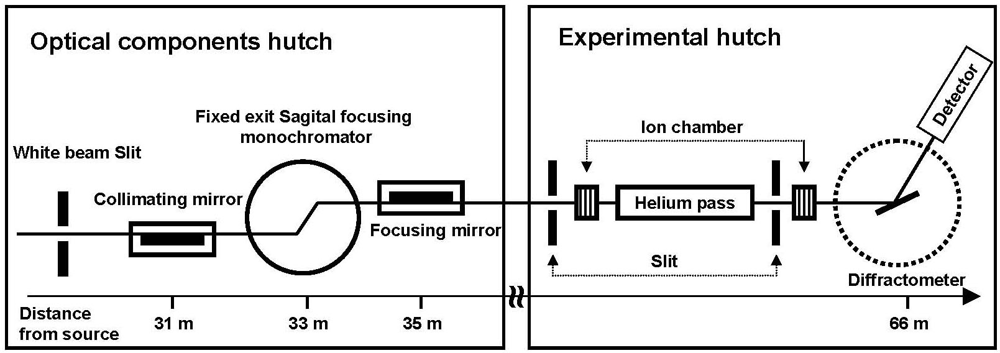 Optical components hutch
Experimental hutch
Fixed exit Sagital focusing
monochromator
White beam Slit
Collimating mirror
Focusing mirror
Ion chamber
Helium pass
Slit
Detector
Diffractometer
Distance
from source
31 m
33 m
35 m
66 m